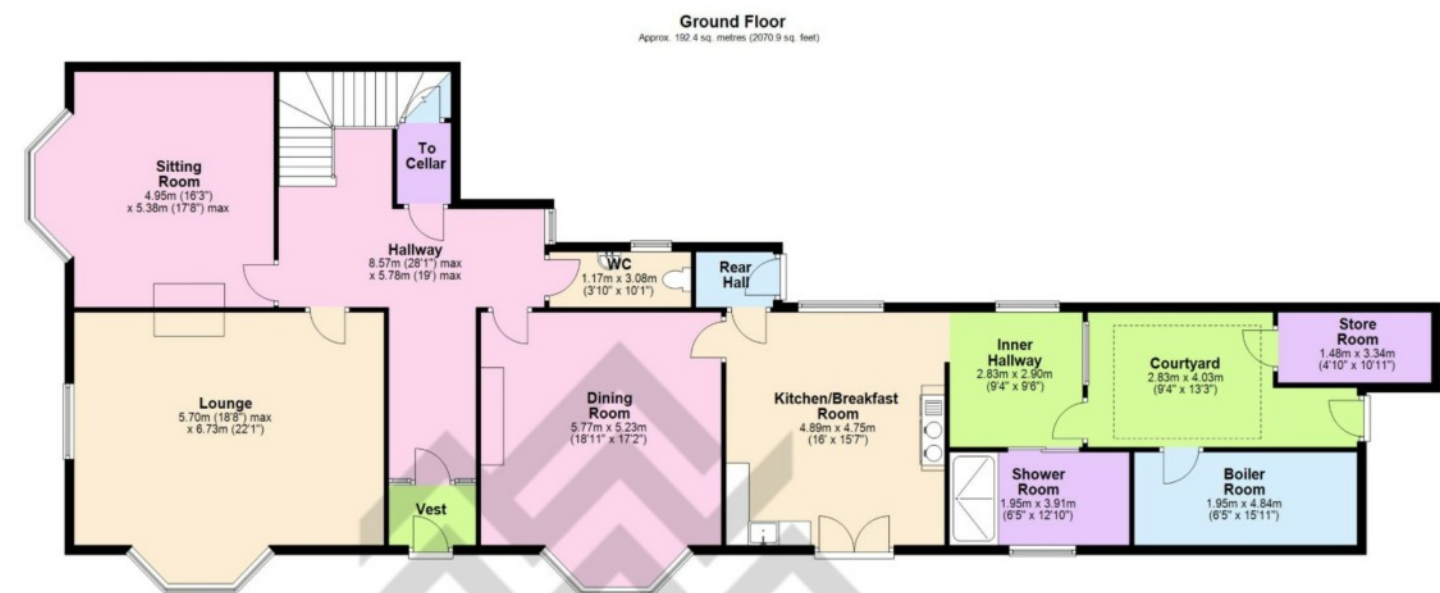 Ground Floor
Approx. 192.4 sq. metres (2070.9 sq. feet)
Sitting
Room
4.95m (16'3")
x 5.38m (17'8") max
To
Cellar
Hallway
8.57m (28'1") max
x 5.78m (19') max
WC
1.17m x 3.08m
(3'10" x 10'1")
Rear
Hall
Lounge
5.70m (18'8") max
x 6.73m (22'1")
Vest
Dining
Room
5.77m x 5.23m
(18'11" x 17'2")
Kitchen/Breakfast
Room
4.89m x 4.75m
(16' x 15'7")
Inner
Hallway
2.83m x 2.90m
(9'4" x 9'6")
Courtyard
2.83m x 4.03m
(9'4" x 13'3")
Store
Room
1.48m x 3.34m
(4'10" x 10'11")
Shower
Room
1.95m x 3.91m
(6'5" x 12'10")
Boiler
Room
1.95m x 4.84m
(6'5" x 15'11")